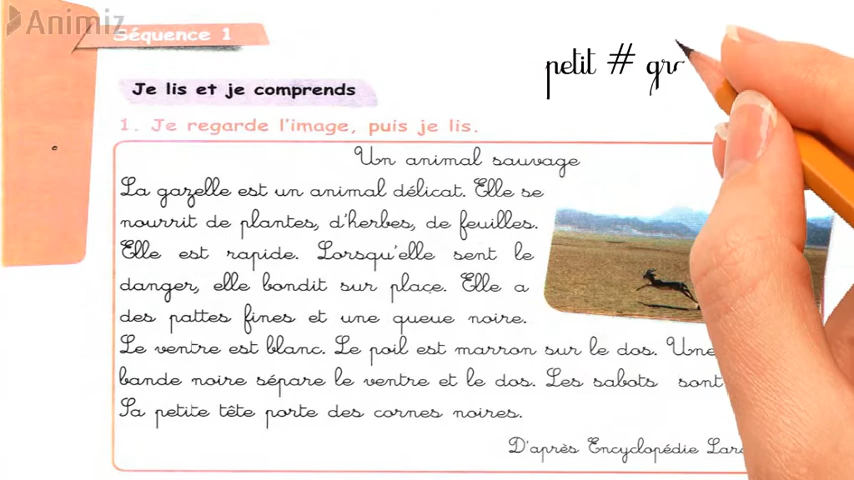 Animiz
Séquence 1
petit # gr
Je lis et je comprends
1. Je regarde l'image, puis je lis.
Un animal sauvage
La gazelle est un animal délicat. Elle se
nourrit de plantes, d'herbes, de feuilles.
Elle est rapide. Lorsqu'elle sent le
danger, elle bondit sur place. Elle a
des pattes fines et une queue noire.
Le ventre est blanc. Le poil est marron sur le dos. Une
bande noire sépare le ventre et le dos. Les sabots sont
Sa petite tête porte des cornes noires.
D'après Encyclopédie